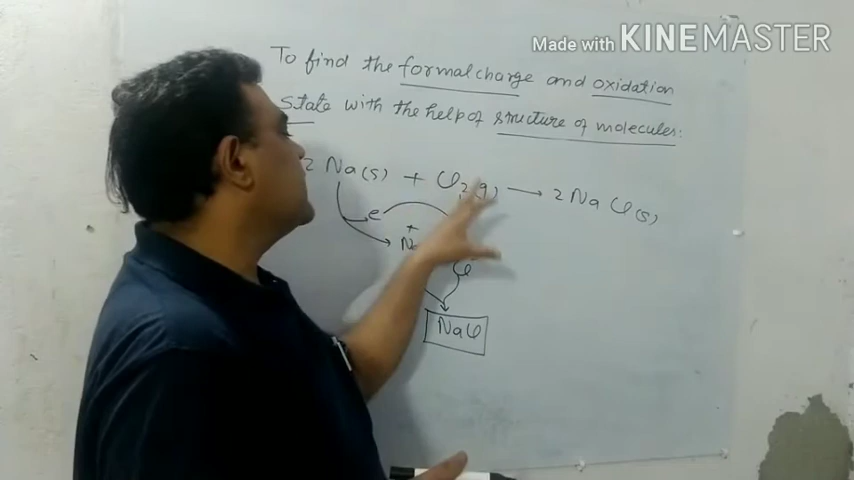 Made with KINEMASTER
To find the formal charge and oxidation
state with the help of structure of molecules:
2 Na(s) + Cl2(g) → 2 NaCl(s)
e
+
Cl
NaCl